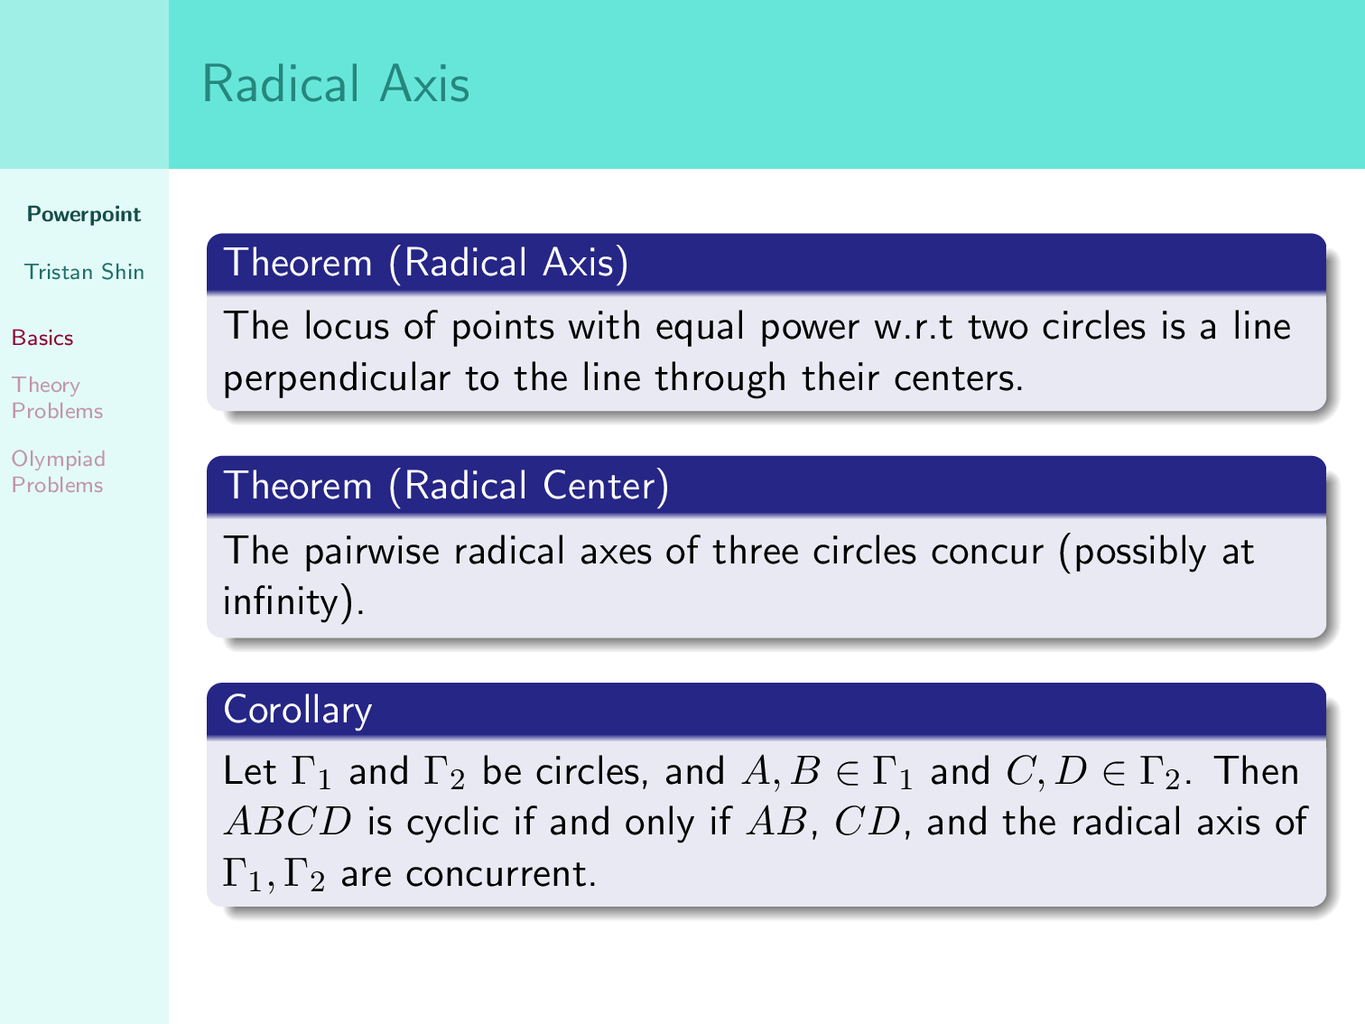 Radical Axis
Powerpoint
Tristan Shin
Basics
Theory
Problems
Olympiad
Problems
Theorem (Radical Axis)
The locus of points with equal power w.r.t two circles is a line
perpendicular to the line through their centers.
Theorem (Radical Center)
The pairwise radical axes of three circles concur (possibly at
infinity).
Corollary
Let Γ₁ and Γ₂ be circles, and A, B ∈ Γ₁ and C, D ∈ Γ₂. Then
ABCD is cyclic if and only if AB, CD, and the radical axis of
Γ₁, Γ₂ are concurrent.